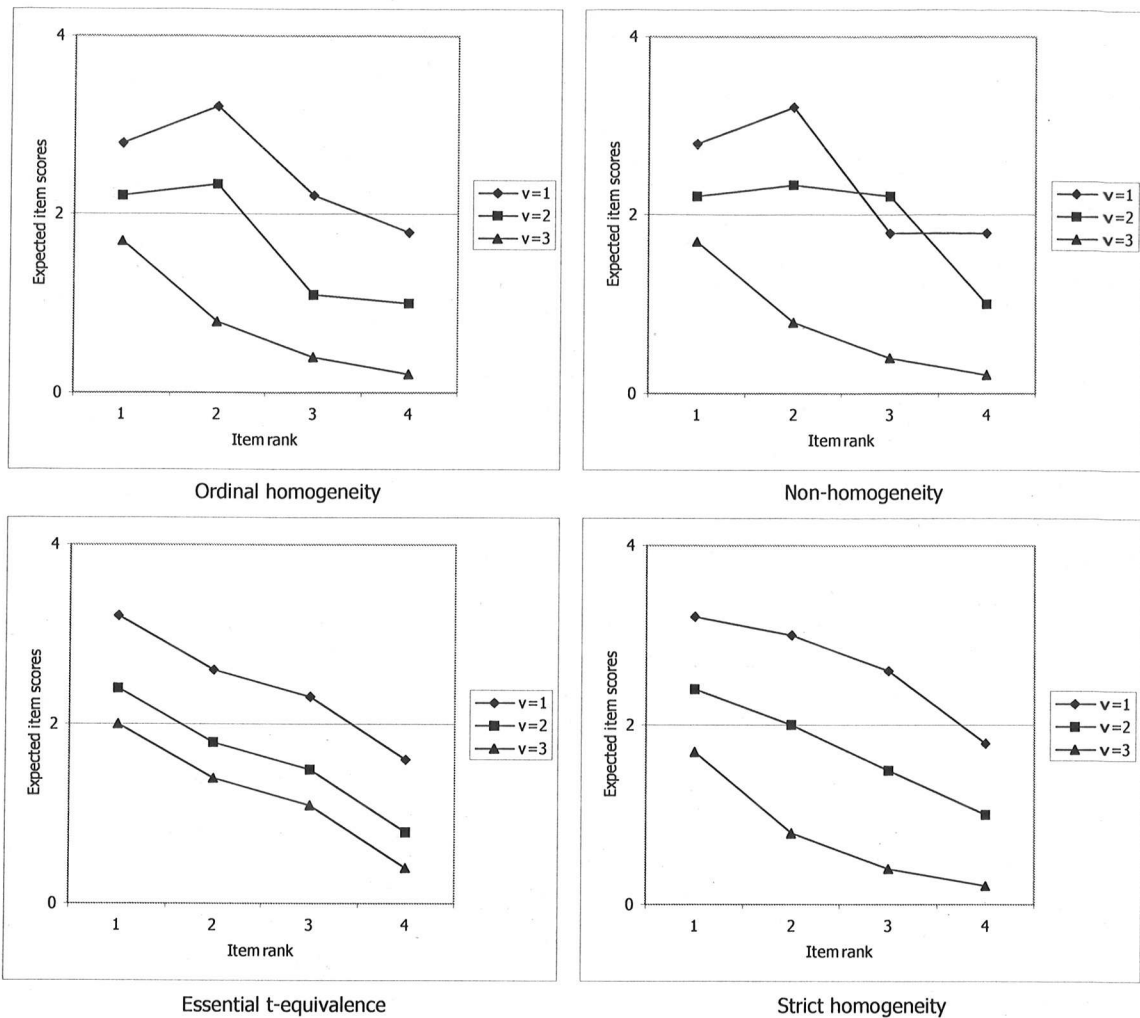 4
2
0
Expected item scores
1 2 3 4
Item rank
v=1
v=2
v=3
Ordinal homogeneity
4
2
0
Expected item scores
1 2 3 4
Item rank
v=1
v=2
v=3
Non-homogeneity
4
2
0
Expected item scores
1 2 3 4
Item rank
v=1
v=2
v=3
Essential t-equivalence
4
2
0
Expected item scores
1 2 3 4
Item rank
v=1
v=2
v=3
Strict homogeneity